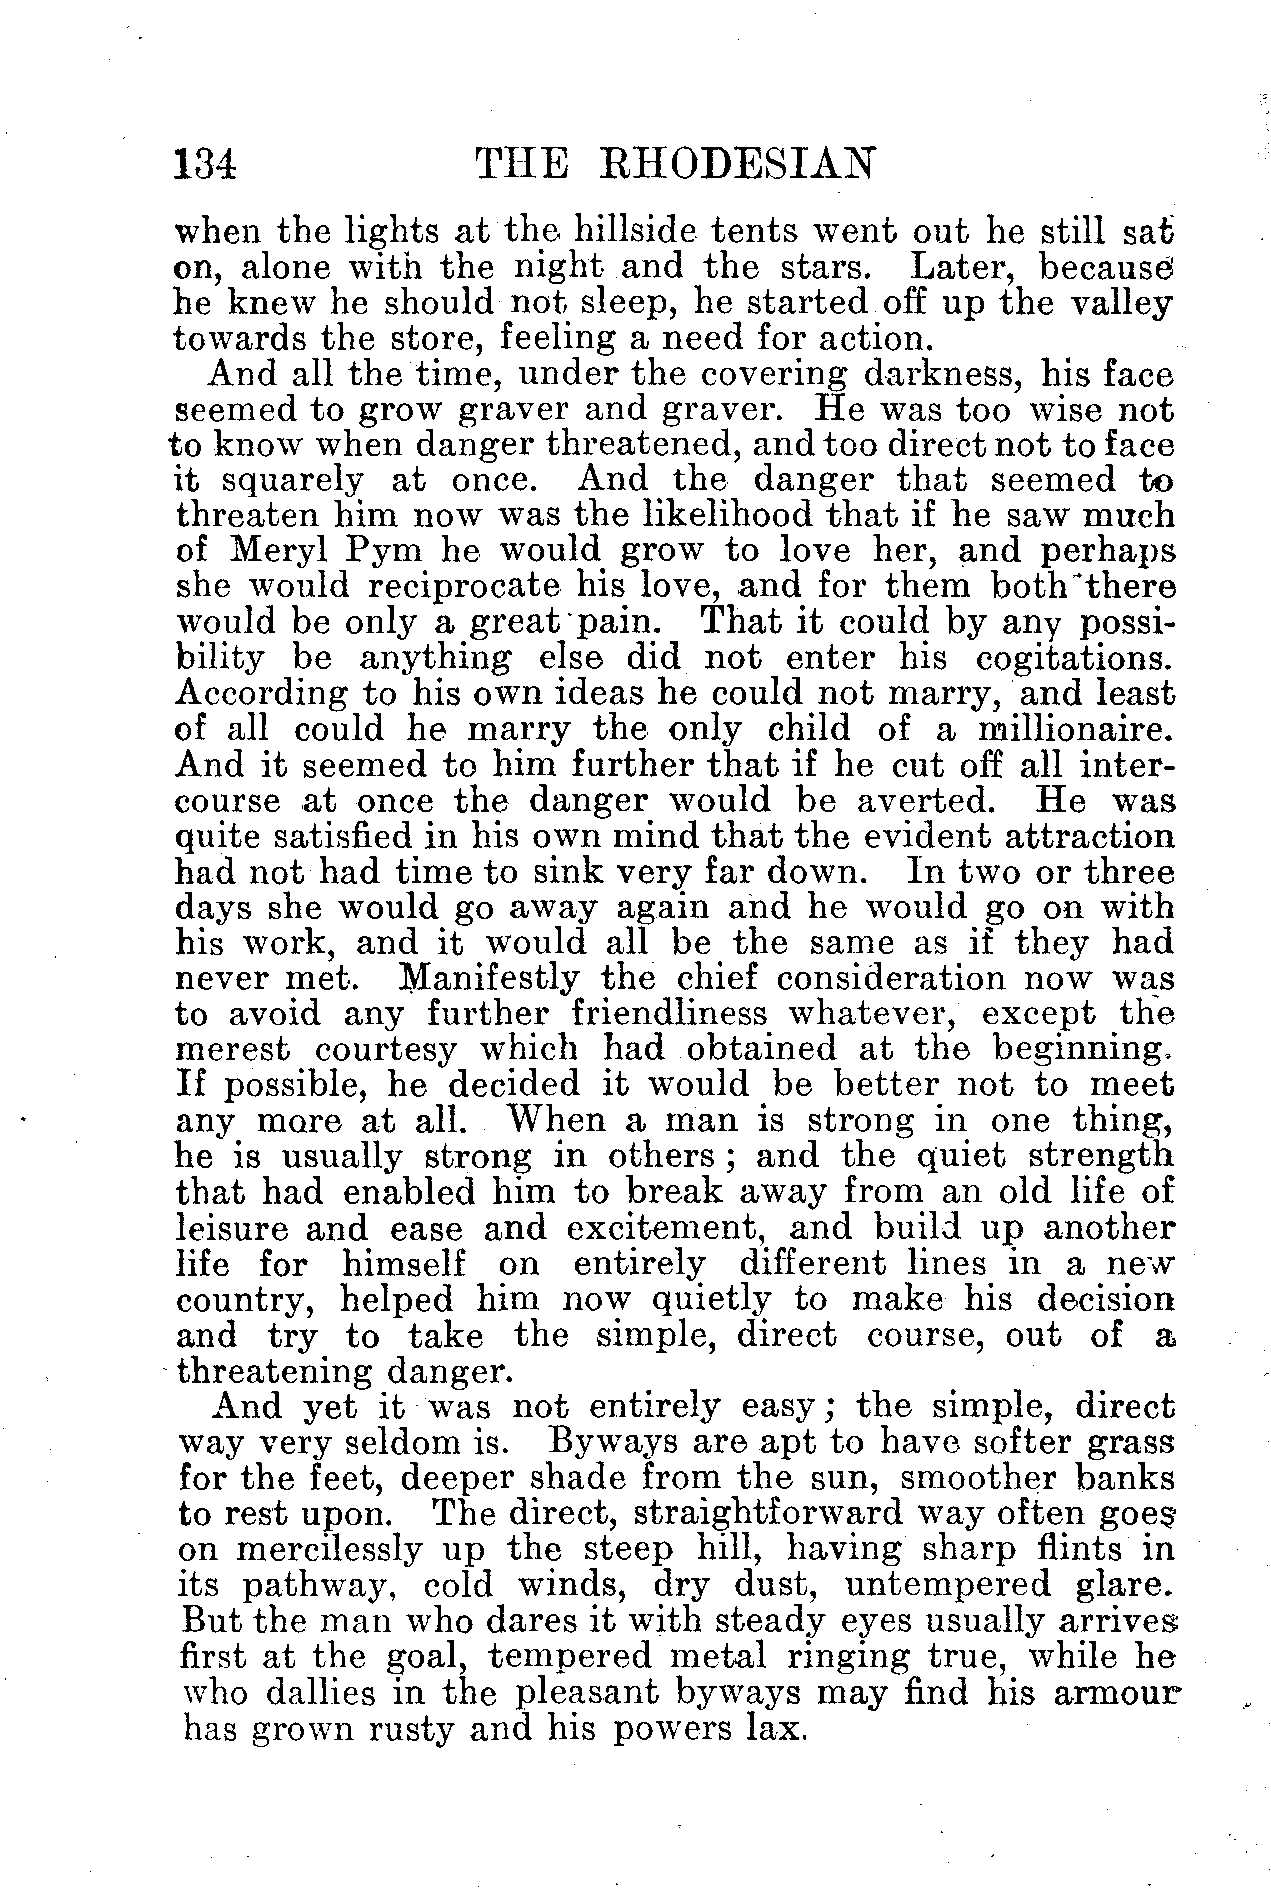 134 THE RHODESIAN
when the lights at the hillside tents went out he still sat
on, alone with the night and the stars. Later, because
he knew he should not sleep, he started off up the valley
towards the store, feeling a need for action.
And all the time, under the covering darkness, his face
seemed to grow graver and graver. He was too wise not
to know when danger threatened, and too direct not to face
it squarely at once. And the danger that seemed to
threaten him now was the likelihood that if he saw much
of Meryl Pym he would grow to love her, and perhaps
she would reciprocate his love, and for them both there
would be only a great pain. That it could by any possi-
bility be anything else did not enter his cogitations.
According to his own ideas he could not marry, and least
of all could he marry the only child of a millionaire.
And it seemed to him further that if he cut off all inter-
course at once the danger would be averted. He was
quite satisfied in his own mind that the evident attraction
had not had time to sink very far down. In two or three
days she would go away again and he would go on with
his work, and it would all be the same as if they had
never met. Manifestly the chief consideration now was
to avoid any further friendliness whatever, except the
merest courtesy which had obtained at the beginning.
If possible, he decided it would be better not to meet
any more at all. When a man is strong in one thing,
he is usually strong in others; and the quiet strength
that had enabled him to break away from an old life of
leisure and ease and excitement, and build up another
life for himself on entirely different lines in a new
country, helped him now quietly to make his decision
and try to take the simple, direct course, out of a
threatening danger.
And yet it was not entirely easy; the simple, direct
way very seldom is. Byways are apt to have softer grass
for the feet, deeper shade from the sun, smoother banks
to rest upon. The direct, straightforward way often goes
on mercilessly up the steep hill, having sharp flints in
its pathway, cold winds, dry dust, untempered glare.
But the man who dares it with steady eyes usually arrives
first at the goal, tempered metal ringing true, while he
who dallies in the pleasant byways may find his armour
has grown rusty and his powers lax.